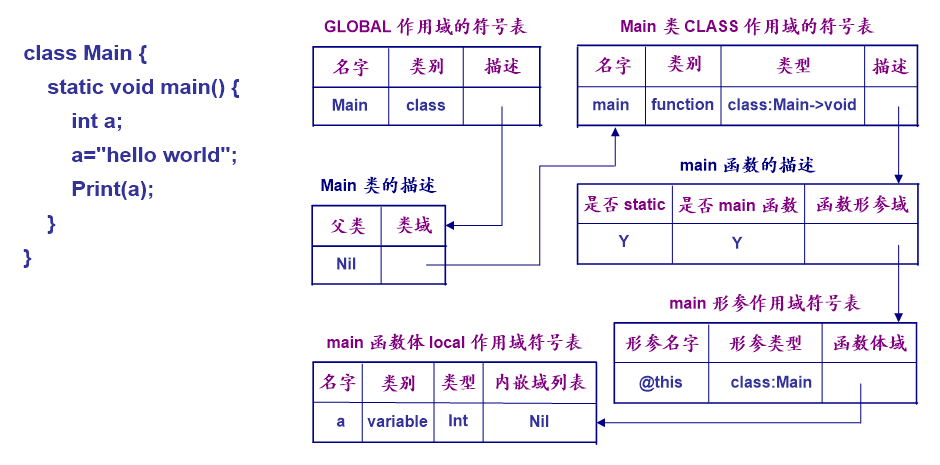 class Main {
static void main() {
int a;
a="hello world";
Print(a);
}
}
GLOBAL 作用域的符号表
名字 类别 描述
Main class
Main 类的描述
父类 类域
Nil
Main 类 CLASS 作用域的符号表
名字 类别 类型 描述
main function class:Main->void
main 函数的描述
是否 static 是否 main 函数 函数形参域
Y Y
main 形参作用域符号表
形参名字 形参类型 函数体域
@this class:Main
main 函数体 local 作用域符号表
名字 类别 类型 内嵌域列表
a variable Int Nil